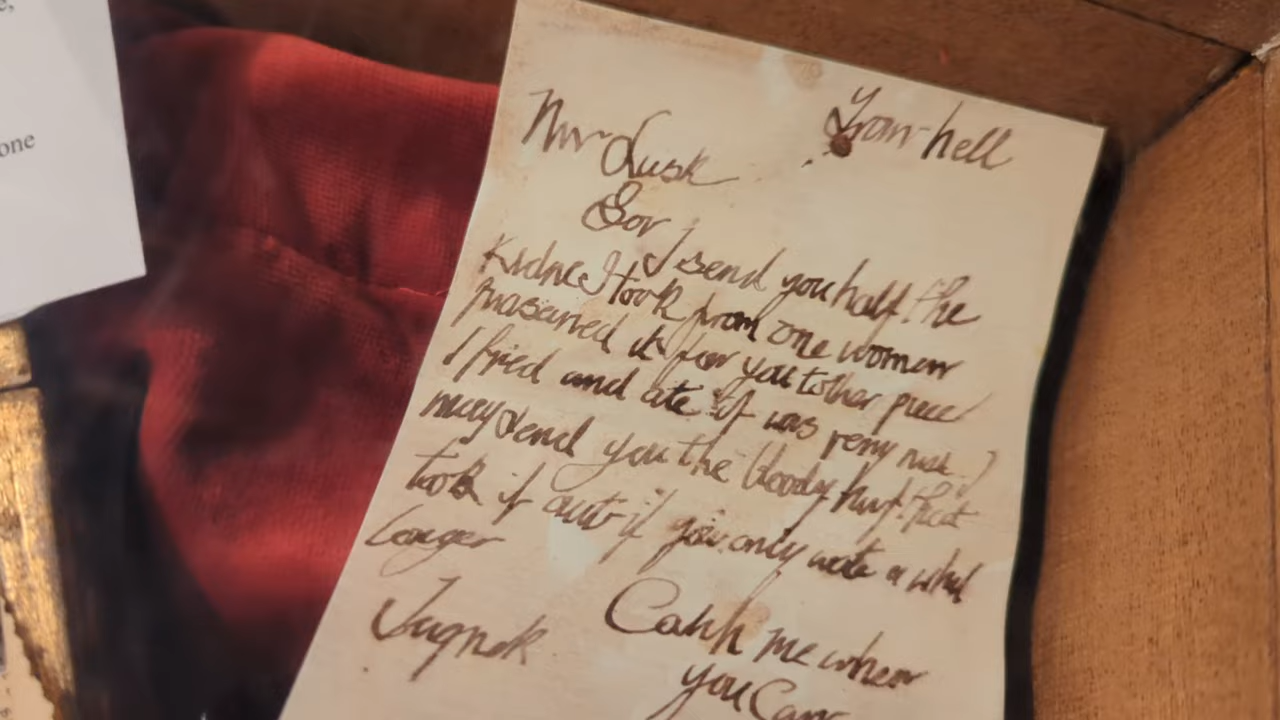 one
From hell
Mr Lusk
Sor
I send you half the
Kidne I took from one women
prasarved it for you tother piece
I fried and ate it was very nise. I
may send you the bloody knif that
took it out if you only wate a whil
longer
Catch me when
you Can